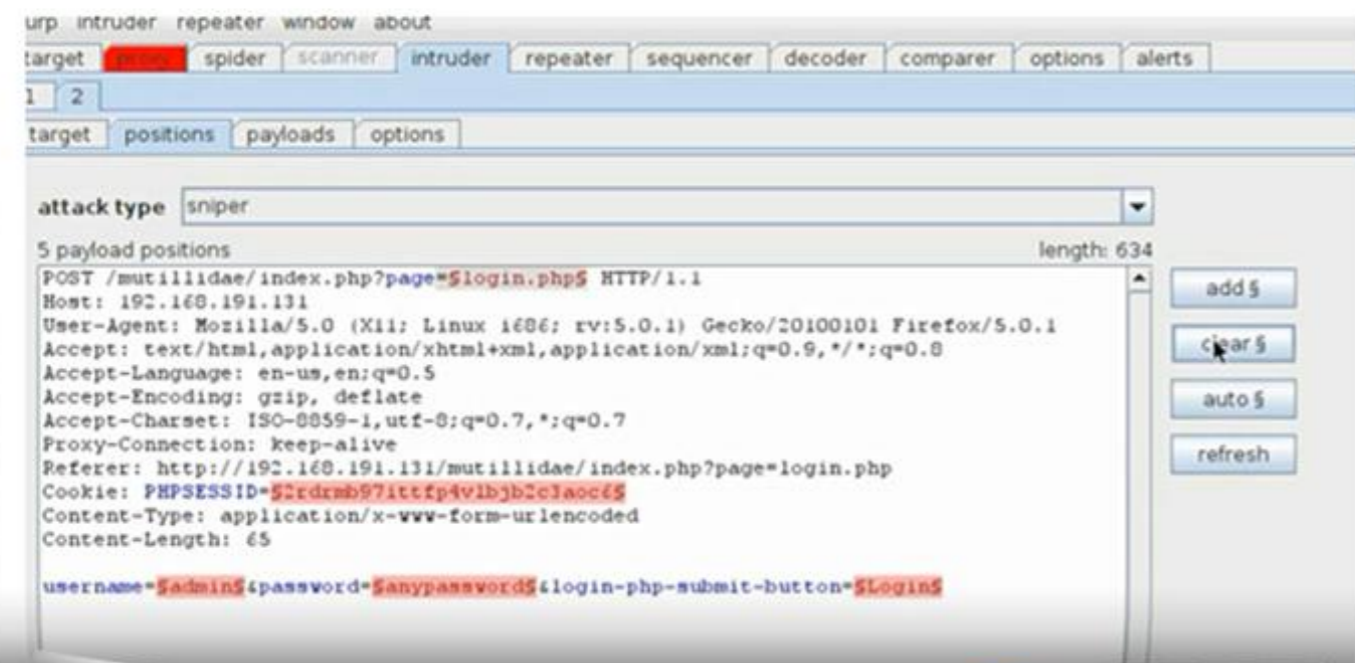 urp intruder repeater window about
target proxy spider scanner intruder repeater sequencer decoder comparer options alerts
1 2
target positions payloads options
attack type sniper
5 payload positions length: 634
POST /mutillidae/index.php?page=§login.php§ HTTP/1.1
add §
Host: 192.168.191.131
User-Agent: Mozilla/5.0 (X11; Linux i686; rv:5.0.1) Gecko/20100101 Firefox/5.0.1
Accept: text/html,application/xhtml+xml,application/xml;q=0.9,*/*;q=0.8
clear §
Accept-Language: en-us,en;q=0.5
Accept-Encoding: gzip, deflate
auto §
Accept-Charset: ISO-8859-1,utf-8;q=0.7,*;q=0.7
Proxy-Connection: keep-alive
refresh
Referer: http://192.168.191.131/mutillidae/index.php?page=login.php
Cookie: PHPSESSID=
Content-Type: application/x-www-form-urlencoded
Content-Length: 65
username=§admin§&password=§anypassword§&login-php-submit-button=§Login§